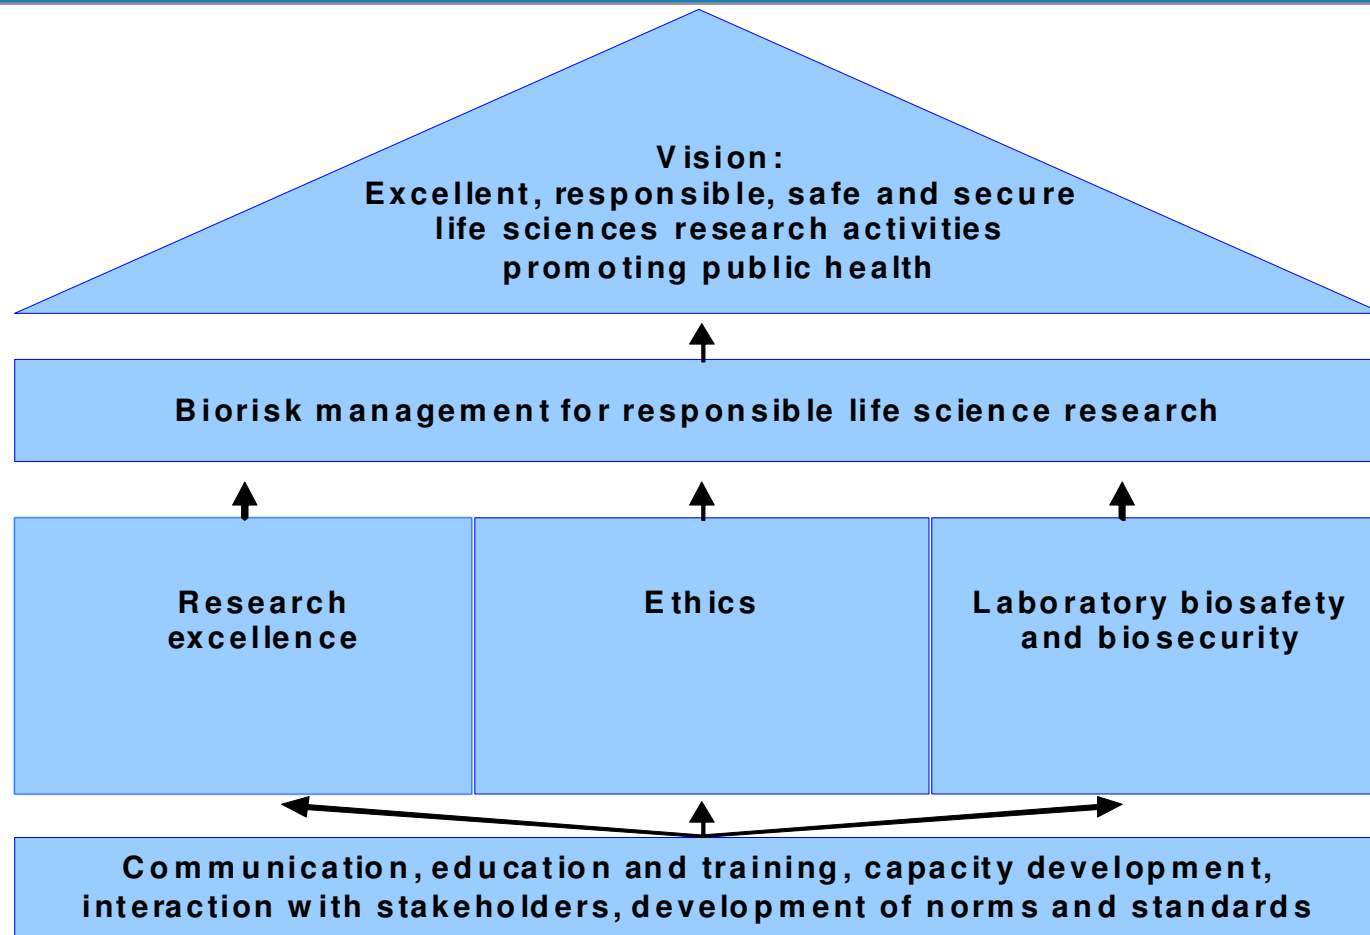 Vision:
Excellent, responsible, safe and secure
life sciences research activities
promoting public health
Biorisk management for responsible life science research
Research
excellence
Ethics
Laboratory biosafety
and biosecurity
Communication, education and training, capacity development,
interaction with stakeholders, development of norms and standards